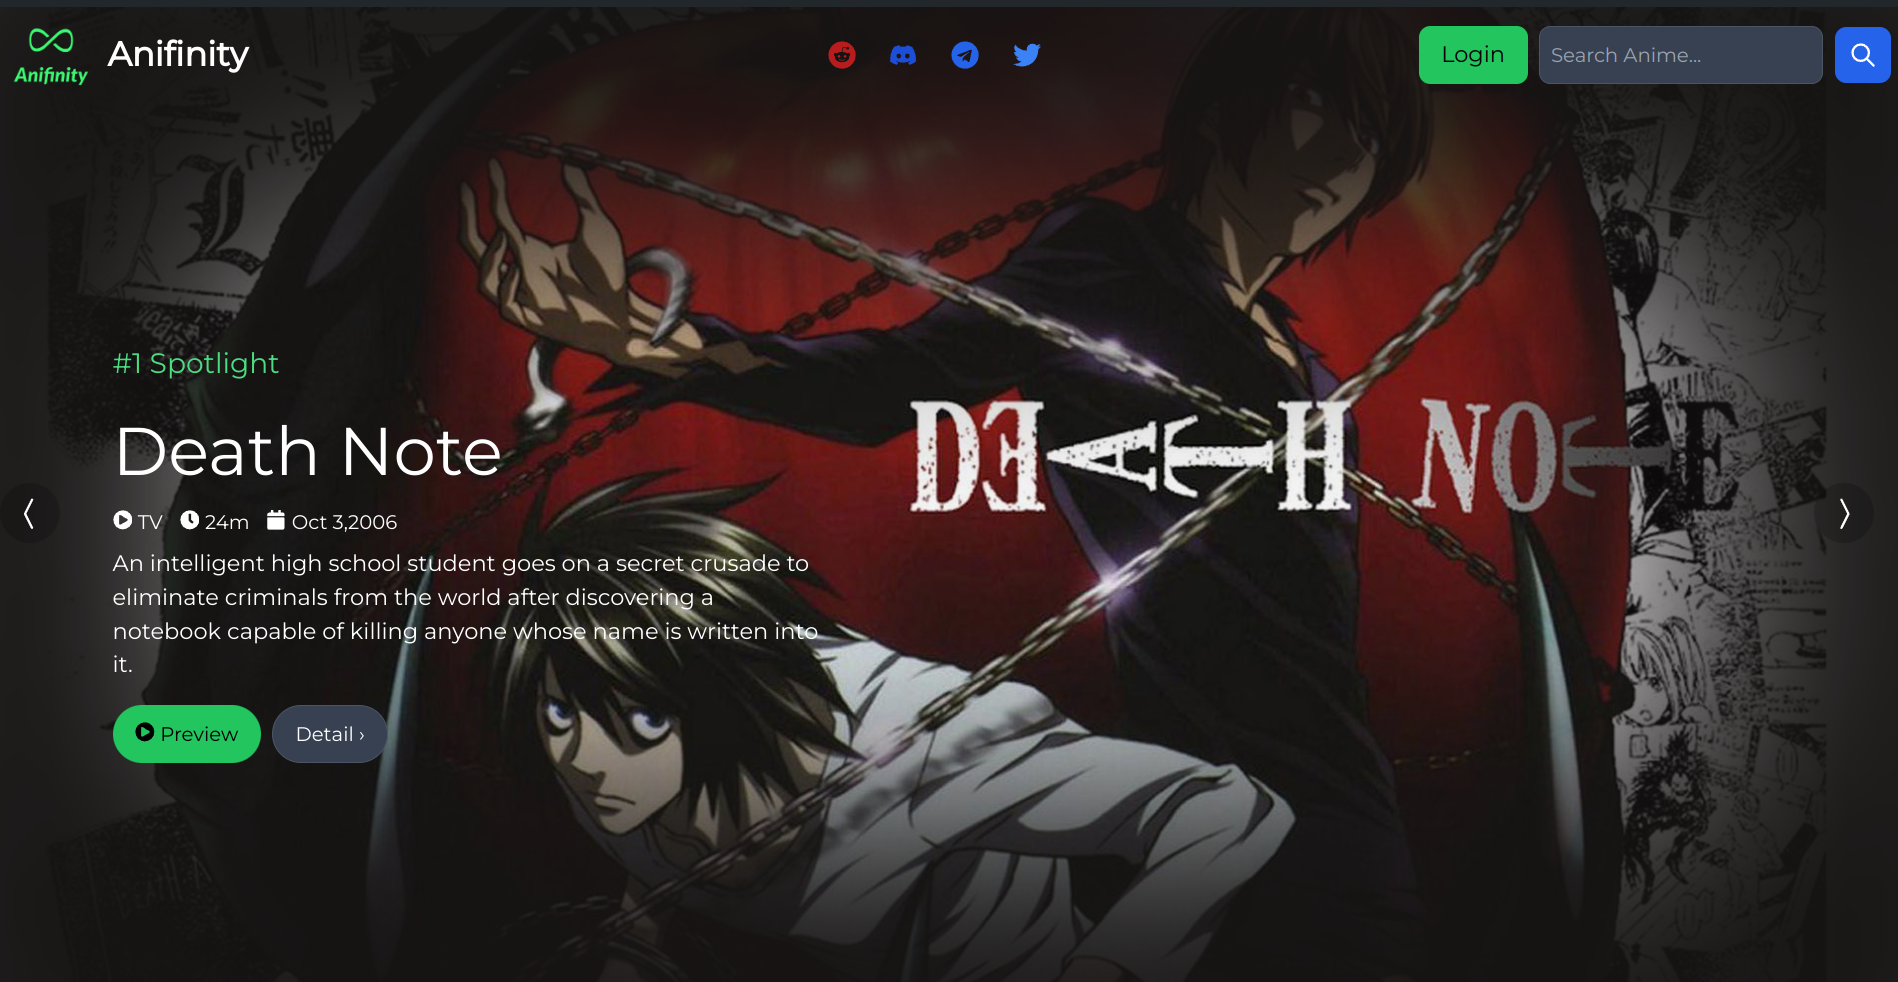 Anifinity
Anifinity
Login
Search Anime...
L
#1 Spotlight
Death Note
DEATH NOTE
TV 24m Oct 3,2006
An intelligent high school student goes on a secret crusade to
eliminate criminals from the world after discovering a
notebook capable of killing anyone whose name is written into
it.
Preview
Detail ›